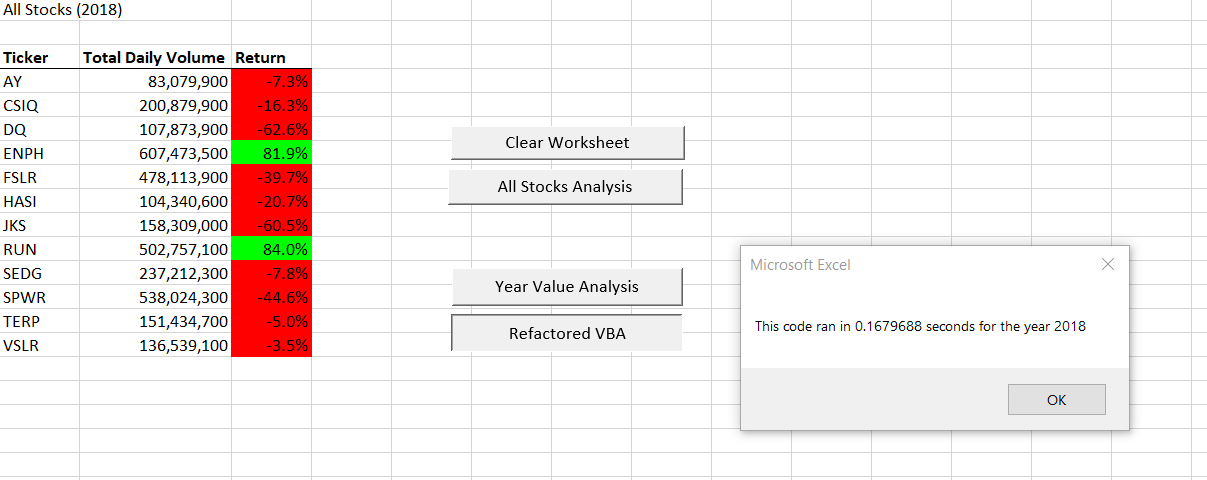 All Stocks (2018)
Ticker Total Daily Volume Return
AY 83,079,900 -7.3%
CSIQ 200,879,900 -16.3%
DQ 107,873,900 -62.6%
ENPH 607,473,500 81.9%
FSLR 478,113,900 -39.7%
HASI 104,340,600 -20.7%
JKS 158,309,000 -60.5%
RUN 502,757,100 84.0%
SEDG 237,212,300 -7.8%
SPWR 538,024,300 -44.6%
TERP 151,434,700 -5.0%
VSLR 136,539,100 -3.5%
Clear Worksheet
All Stocks Analysis
Year Value Analysis
Refactored VBA
Microsoft Excel
This code ran in 0.1679688 seconds for the year 2018
OK